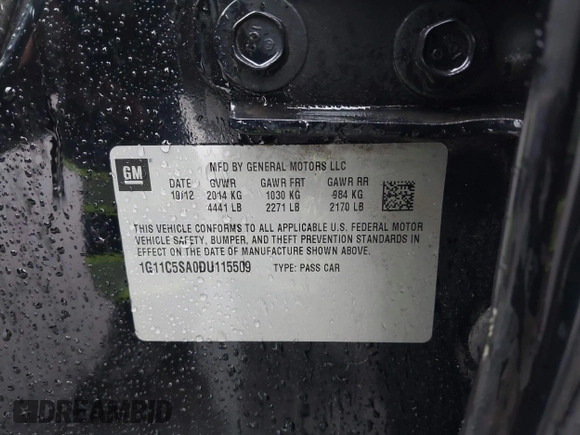 GM
MFD BY GENERAL MOTORS LLC
DATE GVWR GAWR FRT GAWR RR
10/12 2014 KG 1030 KG 984 KG
4441 LB 2271 LB 2170 LB
THIS VEHICLE CONFORMS TO ALL APPLICABLE U.S. FEDERAL MOTOR
VEHICLE SAFETY, BUMPER, AND THEFT PREVENTION STANDARDS IN
EFFECT ON THE DATE OF MANUFACTURE SHOWN ABOVE.
1G11C5SA0DU115509 TYPE: PASS CAR
DREAMBID